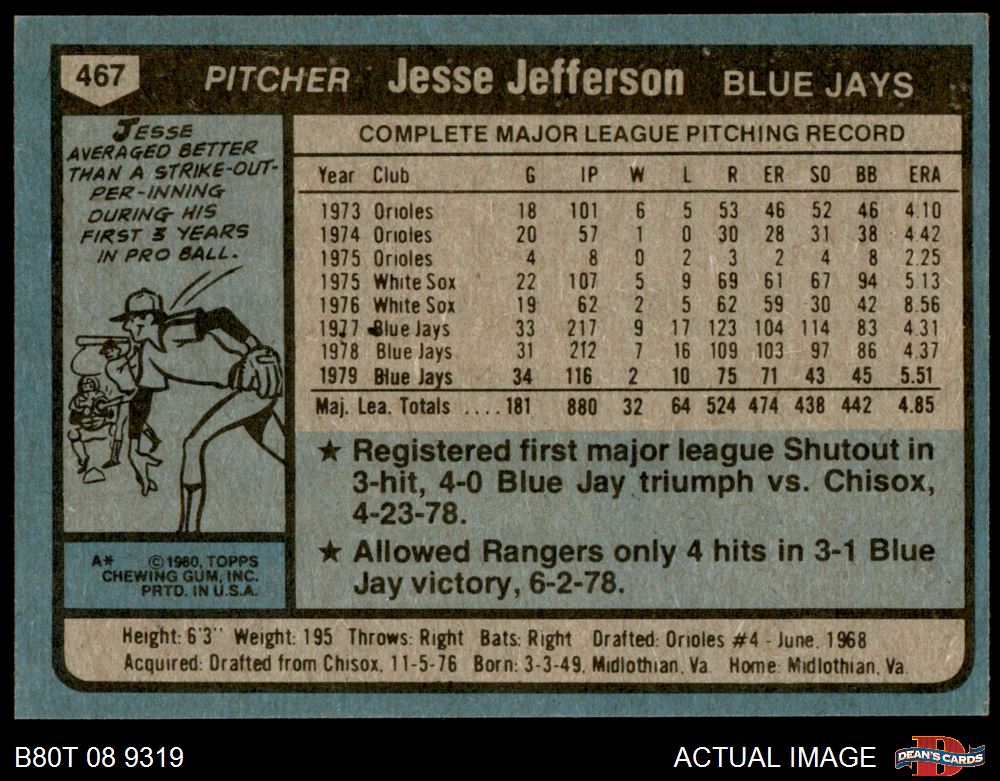 467 PITCHER Jesse Jefferson BLUE JAYS
JESSE
AVERAGED BETTER
THAN A STRIKE-OUT-
PER-INNING
DURING HIS
FIRST 3 YEARS
IN PRO BALL.
A* © 1980, TOPPS
CHEWING GUM, INC.
PRTD. IN U.S.A.
COMPLETE MAJOR LEAGUE PITCHING RECORD
Year Club G IP W L R ER SO BB ERA
1973 Orioles 18 101 6 5 53 46 52 46 4.10
1974 Orioles 20 57 1 0 30 28 31 38 4.42
1975 Orioles 4 8 0 2 3 2 4 8 2.25
1975 White Sox 22 107 5 9 69 61 67 94 5.13
1976 White Sox 19 62 2 5 62 59 30 42 8.56
1977 Blue Jays 33 217 9 17 123 104 114 83 4.31
1978 Blue Jays 31 212 7 16 109 103 97 86 4.37
1979 Blue Jays 34 116 2 10 75 71 43 45 5.51
Maj. Lea. Totals .... 181 880 32 64 524 474 438 442 4.85
★ Registered first major league Shutout in
3-hit, 4-0 Blue Jay triumph vs. Chisox,
4-23-78.
★ Allowed Rangers only 4 hits in 3-1 Blue
Jay victory, 6-2-78.
Height: 6'3" Weight: 195 Throws: Right Bats: Right Drafted: Orioles #4 - June, 1968
Acquired: Drafted from Chisox, 11-5-76 Born: 3-3-49, Midlothian, Va. Home: Midlothian, Va.
B80T 08 9319 ACTUAL IMAGE D DEAN'S CARDS